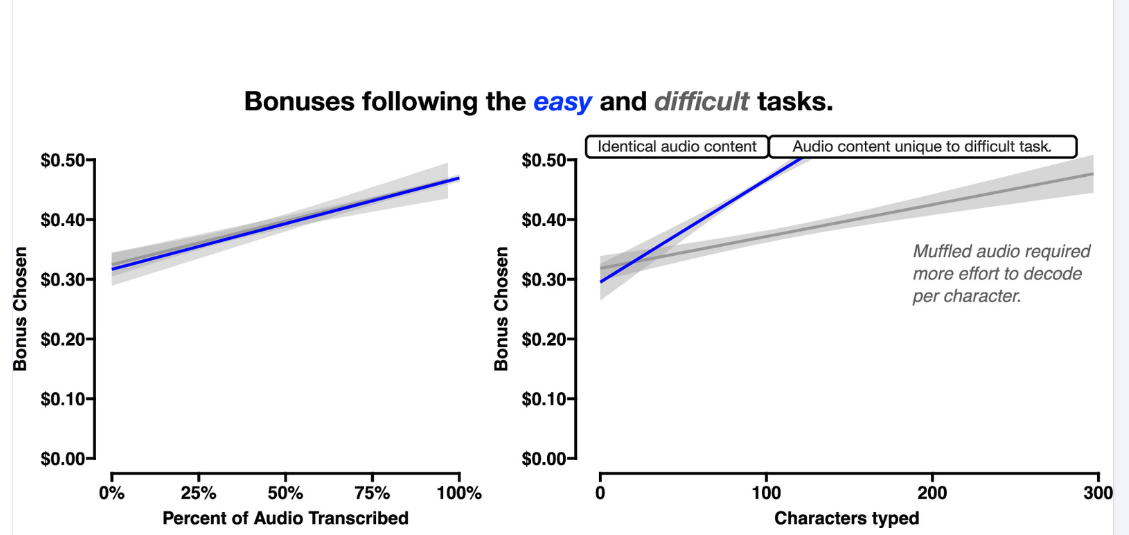 Bonuses following the easy and difficult tasks.
Identical audio content
Audio content unique to difficult task.
$0.50
$0.40
$0.30
$0.20
$0.10
$0.00
Bonus Chosen
0%
25%
50%
75%
100%
Percent of Audio Transcribed
$0.50
$0.40
$0.30
$0.20
$0.10
$0.00
Bonus Chosen
Muffled audio required
more effort to decode
per character.
0
100
200
300
Characters typed